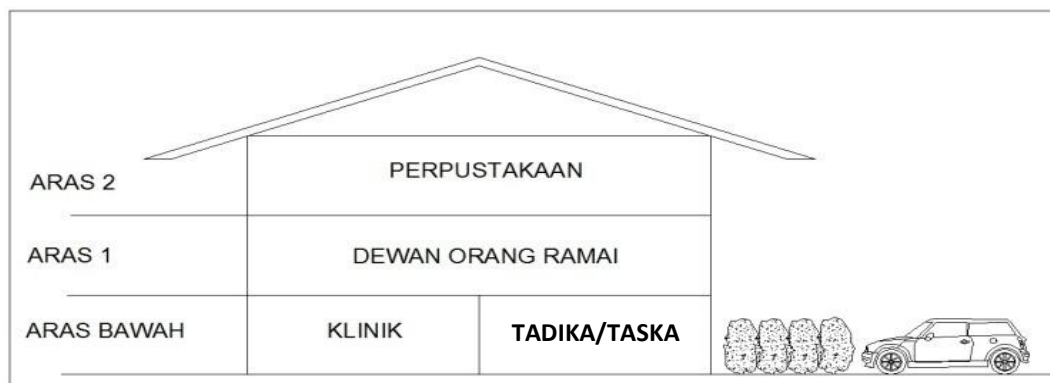 ARAS 2
PERPUSTAKAAN
ARAS 1
DEWAN ORANG RAMAI
ARAS BAWAH
KLINIK
TADIKA/TASKA